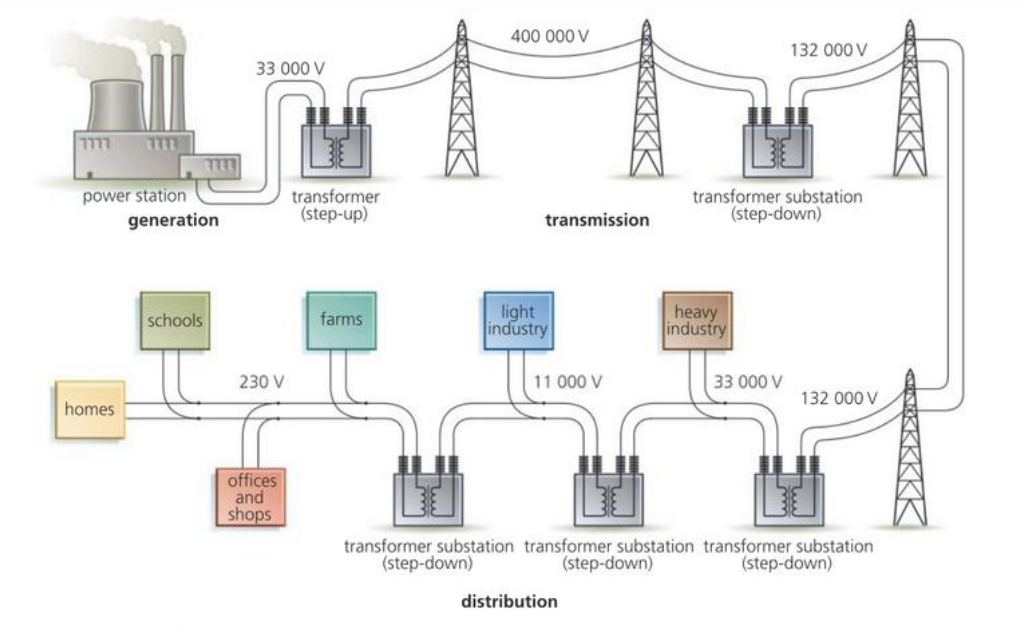 400 000 V
33 000 V
132 000 V
power station
generation
transformer
(step-up)
transmission
transformer substation
(step-down)
schools
farms
light
industry
heavy
industry
homes
230 V
11 000 V
33 000 V
132 000 V
offices
and
shops
transformer substation
(step-down)
transformer substation
(step-down)
transformer substation
(step-down)
distribution